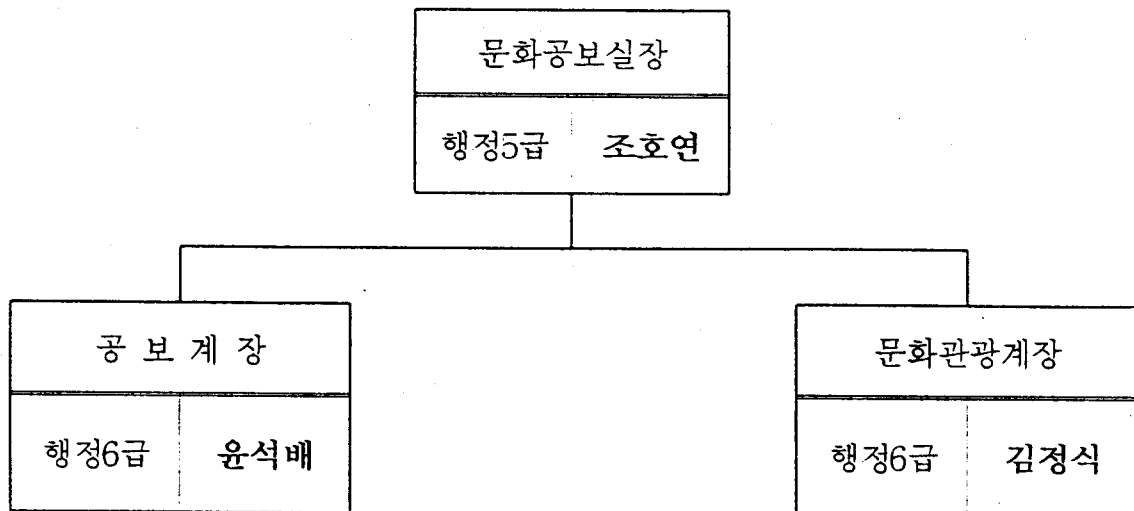 문화공보실장
행정5급 조호연
공 보 계 장
행정6급 윤석배
문화관광계장
행정6급 김정식